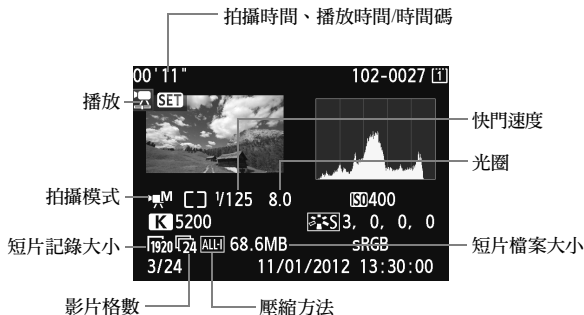 拍攝時間、播放時間/時間碼
00'11" 102-0027
播放
SET
快門速度
光圈
拍攝模式
M 1/125 8.0 ISO400
K 5200 S 3, 0, 0, 0
短片記錄大小
1920 24 ALL-I 68.6MB sRGB
短片檔案大小
3/24 11/01/2012 13:30:00
影片格數
壓縮方法